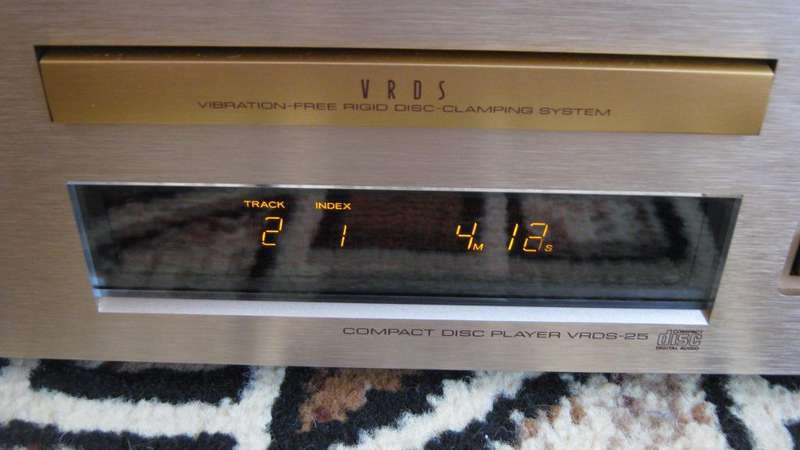 VRDS
VIBRATION-FREE RIGID DISC-CLAMPING SYSTEM
TRACK INDEX
2 1 4M S
COMPACT DISC PLAYER VRDS-25
COMPACT
disc
DIGITAL AUDIO